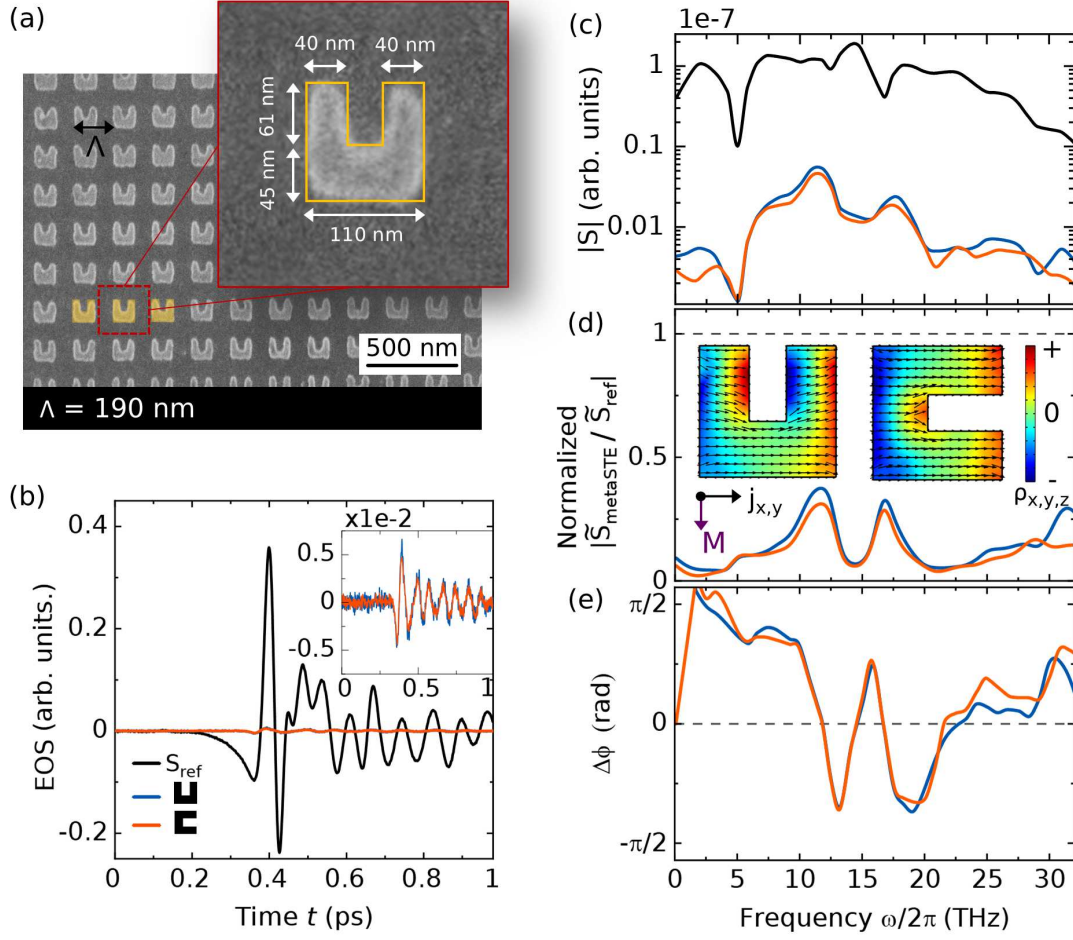 (a)
40 nm 40 nm
61 nm
45 nm
110 nm
Λ
500 nm
Λ = 190 nm
(b)
x1e-2
0.5
0
-0.5
0 0.5 1
0.4
0.2
0
-0.2
EOS (arb. units.)
S_ref
0 0.2 0.4 0.6 0.8 1
Time t (ps)
(c)
1e-7
1
0.1
0.01
|S| (arb. units)
(d)
1
0.5
0
Normalized
|S̃_metaSTE / S̃_ref|
+
0
-
ρ_x,y,z
j_x,y
M
(e)
π/2
0
-π/2
Δϕ (rad)
0 5 10 15 20 25 30
Frequency ω/2π (THz)